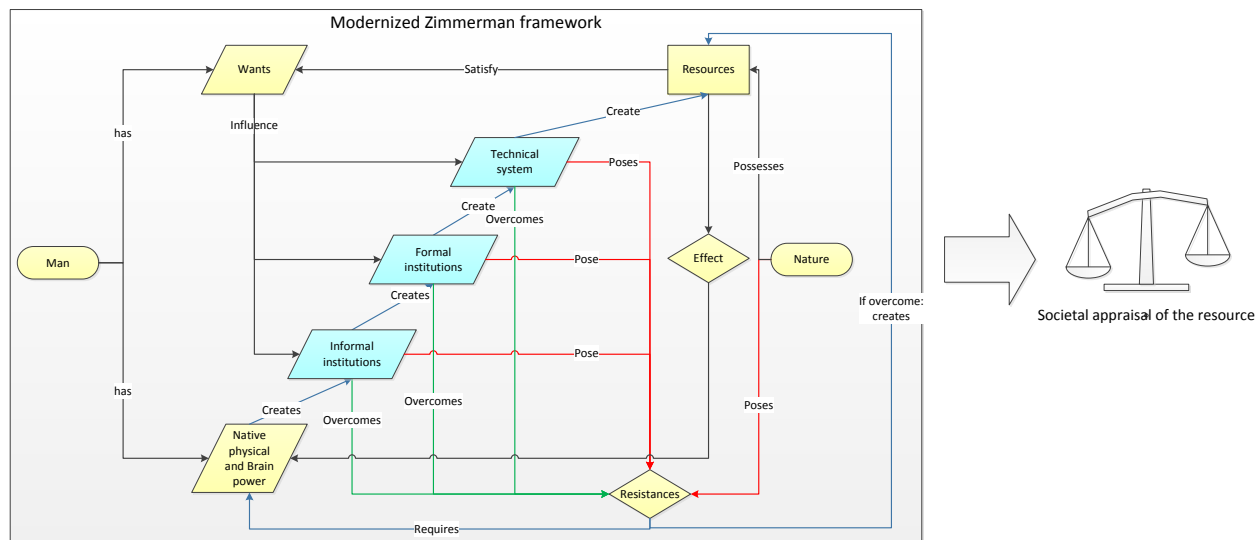 Modernized Zimmerman framework
Wants
Satisfy
Resources
Influence
Create
has
Technical
system
Poses
Possesses
Create
Overcomes
Man
Formal
institutions
Pose
Effect
Nature
Creates
If overcome:
creates
Societal appraisal of the resource
Informal
institutions
Pose
has
Creates
Overcomes
Overcomes
Poses
Native
physical
and Brain
power
Resistances
Requires